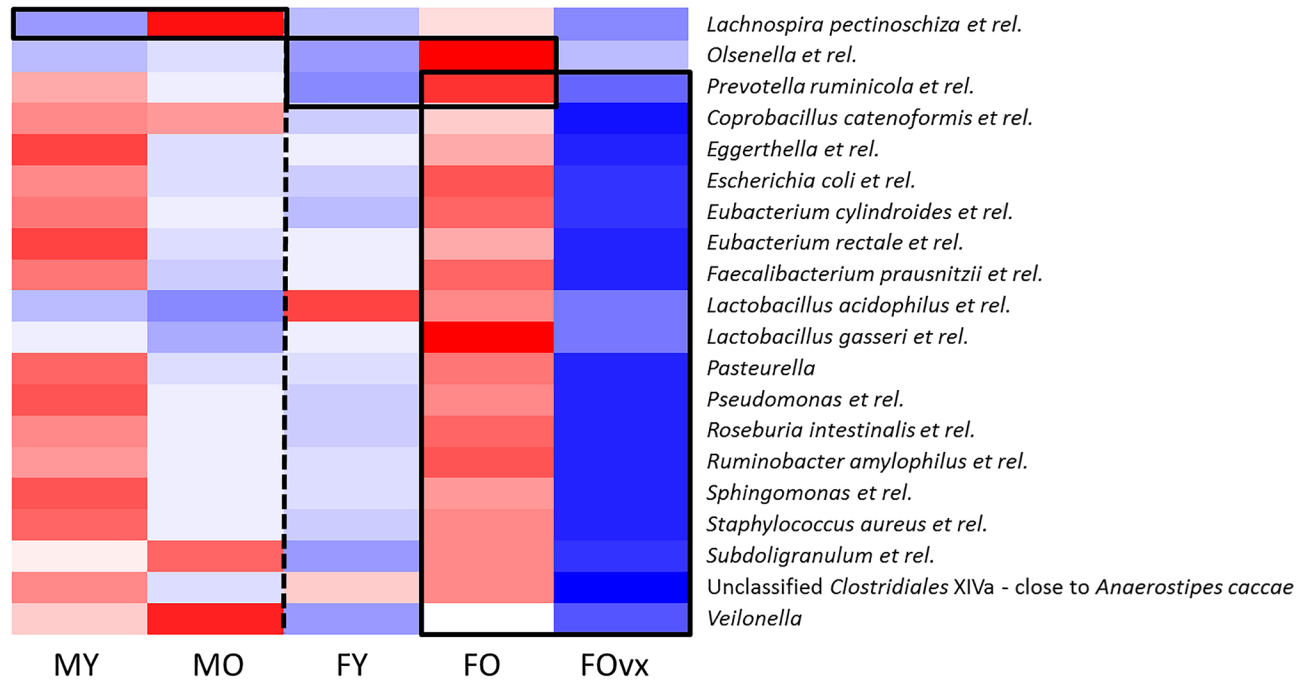 Lachnospira pectinoschiza et rel.
Olsenella et rel.
Prevotella ruminicola et rel.
Coprobacillus catenoformis et rel.
Eggerthella et rel.
Escherichia coli et rel.
Eubacterium cylindroides et rel.
Eubacterium rectale et rel.
Faecalibacterium prausnitzii et rel.
Lactobacillus acidophilus et rel.
Lactobacillus gasseri et rel.
Pasteurella
Pseudomonas et rel.
Roseburia intestinalis et rel.
Ruminobacter amylophilus et rel.
Sphingomonas et rel.
Staphylococcus aureus et rel.
Subdoligranulum et rel.
Unclassified Clostridiales XIVa - close to Anaerostipes caccae
Veilonella
MY MO FY FO FOvx